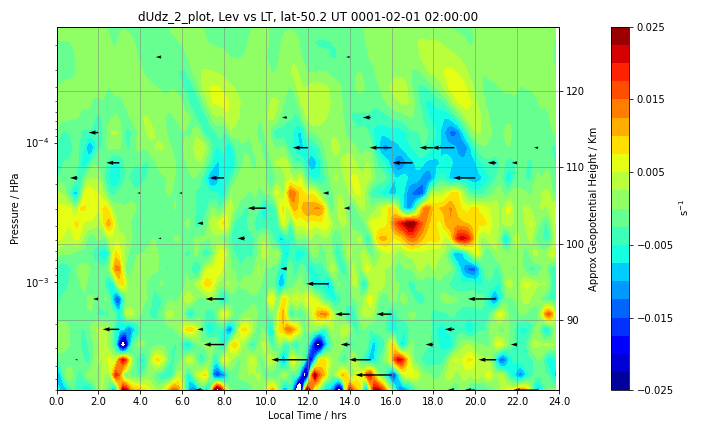 dUdz_2_plot, Lev vs LT, lat-50.2 UT 0001-02-01 02:00:00
Pressure / HPa
10⁻⁴
10⁻³
0.0 2.0 4.0 6.0 8.0 10.0 12.0 14.0 16.0 18.0 20.0 22.0 24.0
Local Time / hrs
120
110
100
90
Approx Geopotential Height / Km
0.025
0.015
0.005
−0.005
−0.015
−0.025
s⁻¹